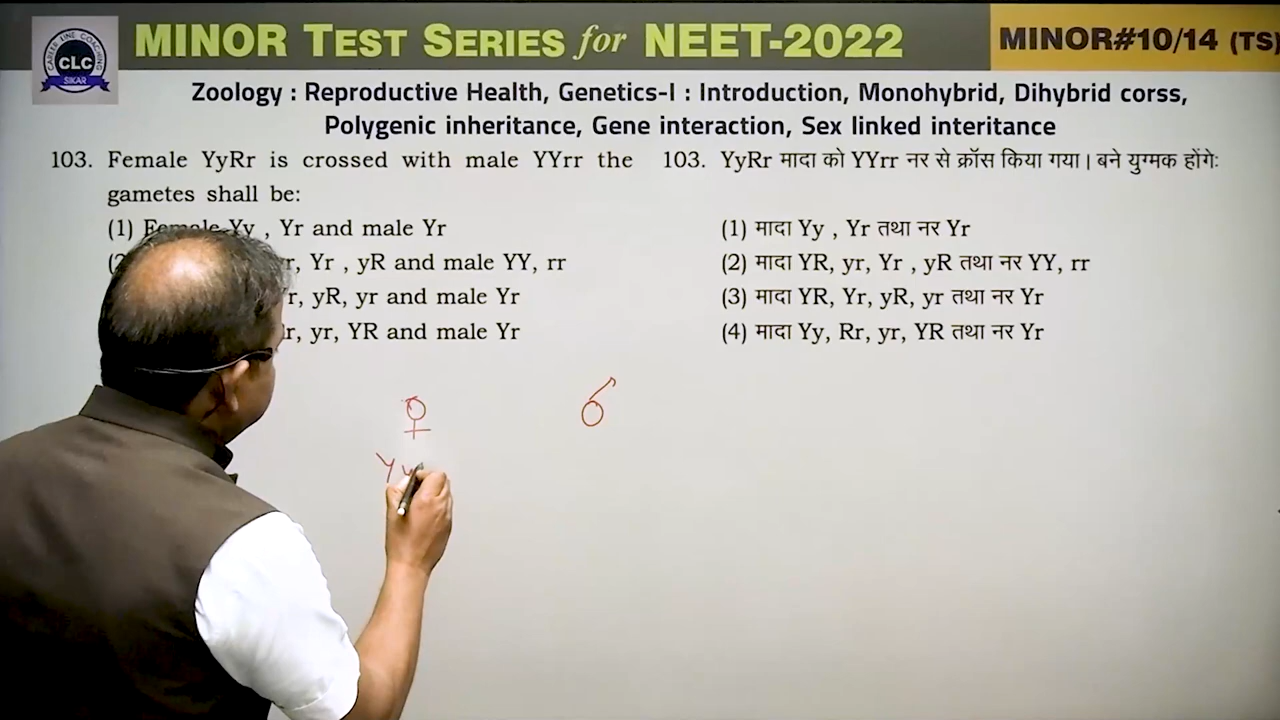 MINOR TEST SERIES for NEET-2022
MINOR#10/14 (TS)
CAREER LINE COACHING
CLC
SIKAR
Zoology : Reproductive Health, Genetics-I : Introduction, Monohybrid, Dihybrid corss,
Polygenic inheritance, Gene interaction, Sex linked interitance
103. Female YyRr is crossed with male YYrr the
gametes shall be:
(1) Female Yy , Yr and male Yr
r, Yr , yR and male YY, rr
r, yR, yr and male Yr
r, yr, YR and male Yr
103. YyRr मादा को YYrr नर से क्रॉस किया गया। बने युग्मक होंगेः
(1) मादा Yy , Yr तथा नर Yr
(2) मादा YR, yr, Yr , yR तथा नर YY, rr
(3) मादा YR, Yr, yR, yr तथा नर Yr
(4) मादा Yy, Rr, yr, YR तथा नर Yr
♀ ♂
Y y